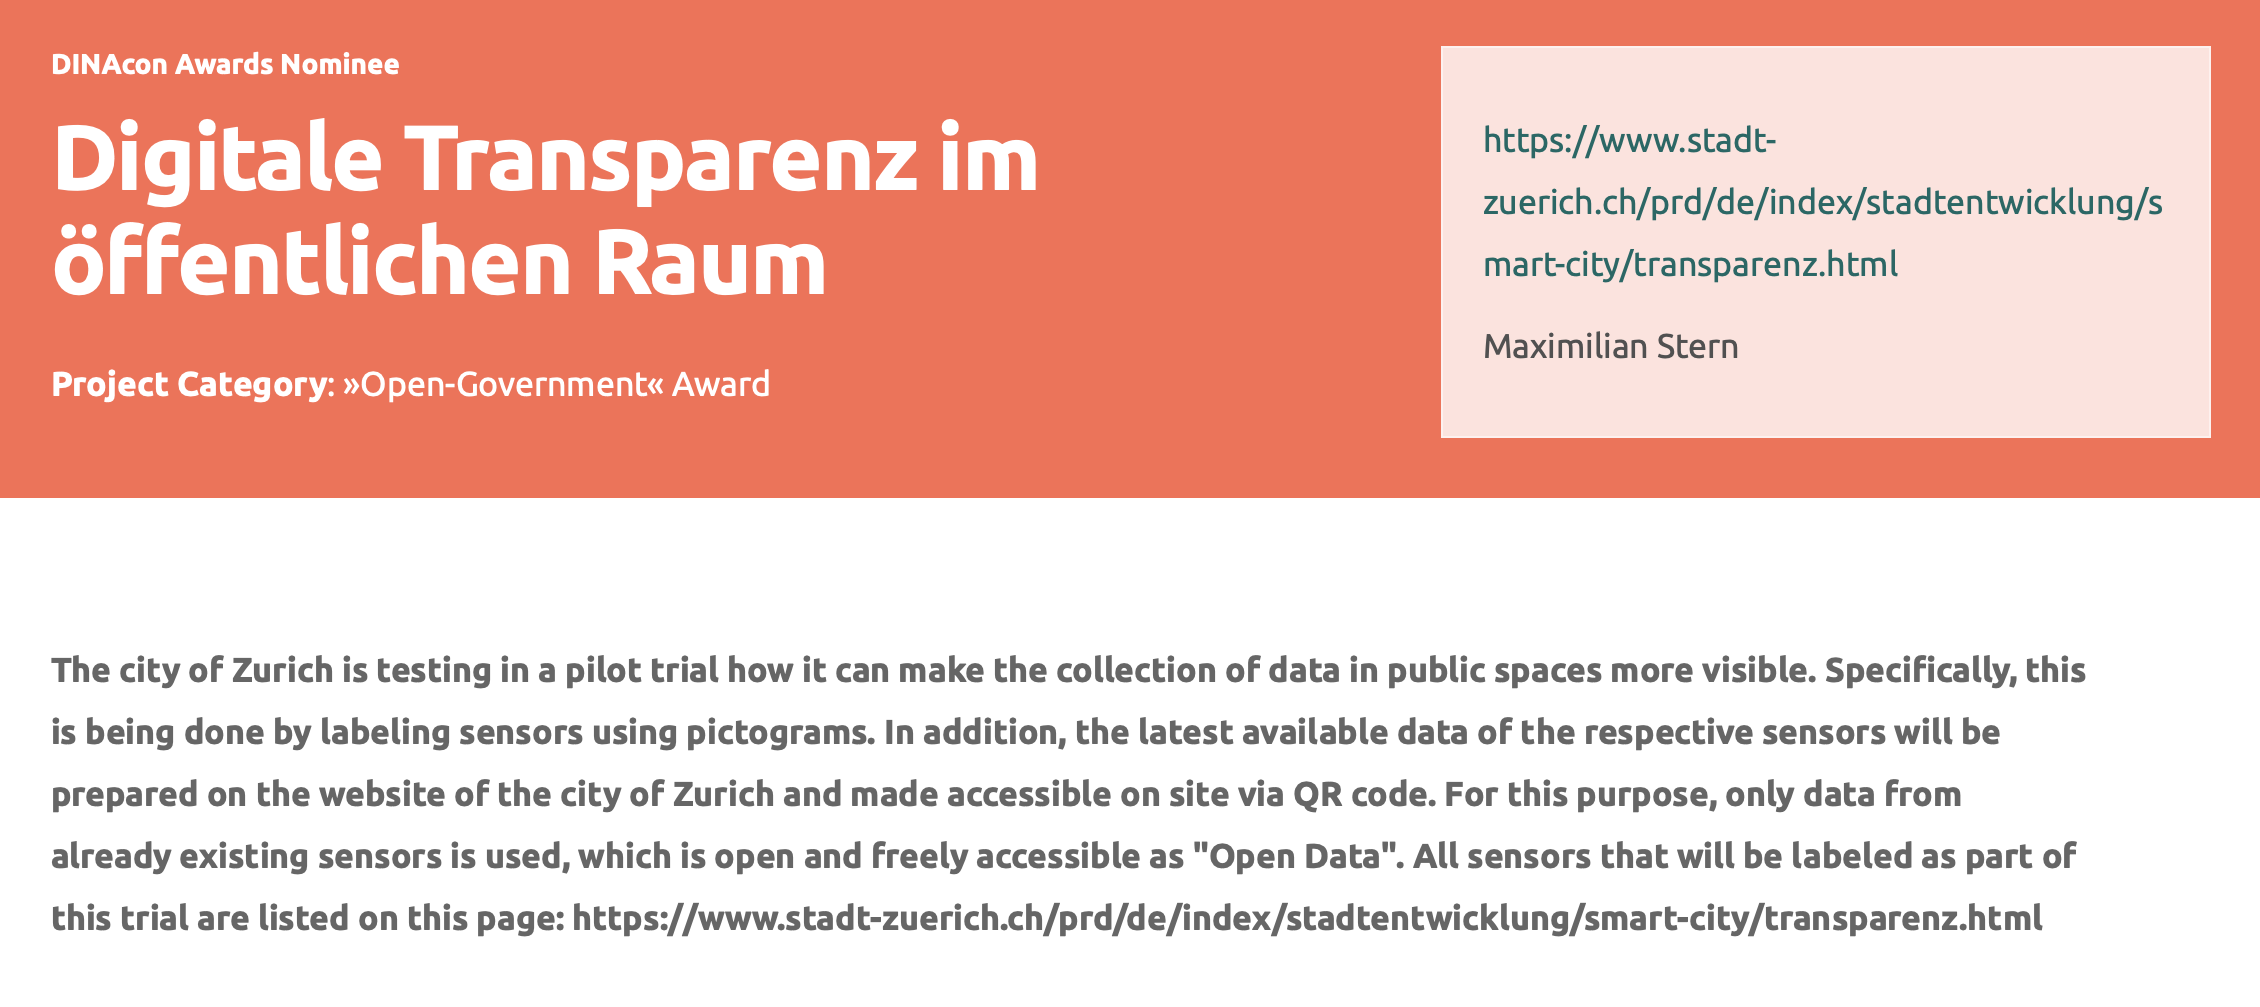 DINAcon Awards Nominee
Digitale Transparenz im
öffentlichen Raum
Project Category: »Open-Government« Award
https://www.stadt-
zuerich.ch/prd/de/index/stadtentwicklung/s
mart-city/transparenz.html
Maximilian Stern
The city of Zurich is testing in a pilot trial how it can make the collection of data in public spaces more visible. Specifically, this
is being done by labeling sensors using pictograms. In addition, the latest available data of the respective sensors will be
prepared on the website of the city of Zurich and made accessible on site via QR code. For this purpose, only data from
already existing sensors is used, which is open and freely accessible as "Open Data". All sensors that will be labeled as part of
this trial are listed on this page: https://www.stadt-zuerich.ch/prd/de/index/stadtentwicklung/smart-city/transparenz.html